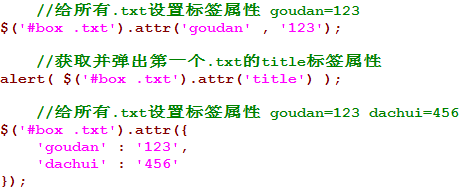 //给所有.txt设置标签属性 goudan=123
$('#box .txt').attr('goudan' , '123');
//获取并弹出第一个.txt的title标签属性
alert( $('#box .txt').attr('title') );
//给所有.txt设置标签属性 goudan=123 dachui=456
$('#box .txt').attr({
'goudan' : '123',
'dachui' : '456'
});